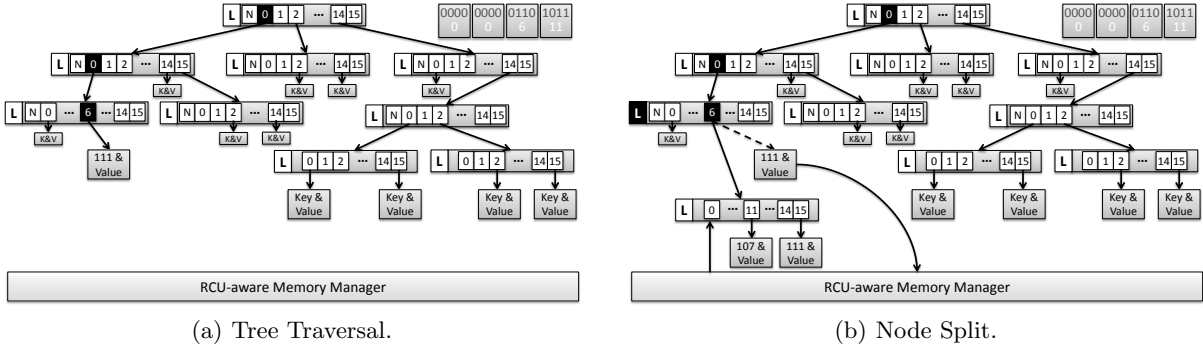 L N 0 1 2 ··· 14 15
0000 0000 0110 1011
0 0 6 11
L N 0 1 2 ··· 14 15
L N 0 1 2 ··· 14 15
L N 0 1 2 ··· 14 15
K&V K&V K&V K&V
L N 0 ··· 6 ··· 14 15
L N 0 1 2 ··· 14 15
L N 0 1 2 ··· 14 15
K&V K&V K&V
111 &
Value
L 0 1 2 ··· 14 15
L 0 1 2 ··· 14 15
Key &
Value
Key &
Value
Key &
Value
Key &
Value
RCU-aware Memory Manager
(a) Tree Traversal.
L N 0 1 2 ··· 14 15
0000 0000 0110 1011
0 0 6 11
L N 0 1 2 ··· 14 15
L N 0 1 2 ··· 14 15
L N 0 1 2 ··· 14 15
K&V K&V K&V K&V
L N 0 ··· 6 ··· 14 15
L N 0 1 2 ··· 14 15
L N 0 1 2 ··· 14 15
K&V K&V K&V
111 &
Value
L 0 1 2 ··· 14 15
L 0 1 2 ··· 14 15
Key &
Value
Key &
Value
Key &
Value
Key &
Value
L 0 ··· 11 ··· 14 15
107 &
Value
111 &
Value
RCU-aware Memory Manager
(b) Node Split.